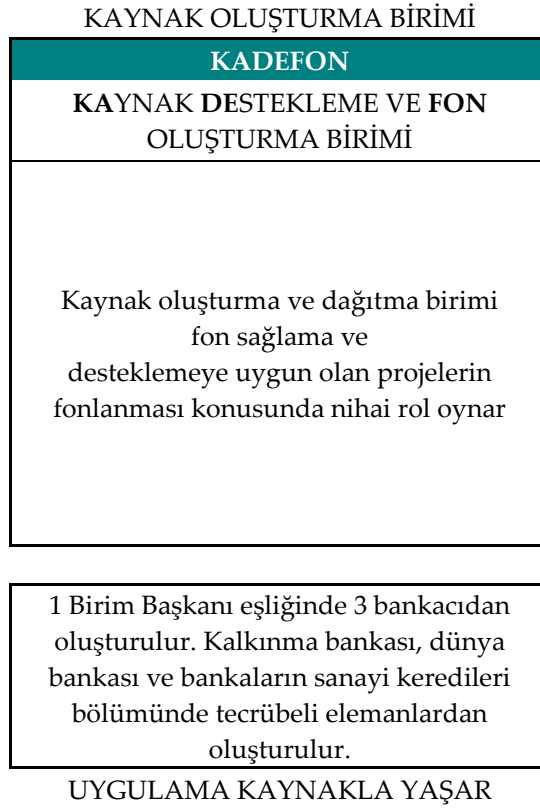 KAYNAK OLUŞTURMA BİRİMİ
KADEFON
KAYNAK DESTEKLEME VE FON
OLUŞTURMA BİRİMİ
Kaynak oluşturma ve dağıtma birimi
fon sağlama ve
desteklemeye uygun olan projelerin
fonlanması konusunda nihai rol oynar
1 Birim Başkanı eşliğinde 3 bankacıdan
oluşturulur. Kalkınma bankası, dünya
bankası ve bankaların sanayi keredileri
bölümünde tecrübeli elemanlardan
oluşturulur.
UYGULAMA KAYNAKLA YAŞAR